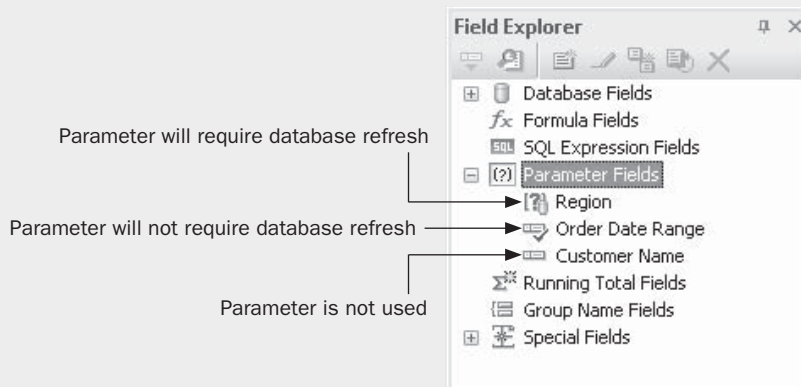 Field Explorer
Database Fields
fx Formula Fields
SQL SQL Expression Fields
(?) Parameter Fields
Parameter will require database refresh
[?] Region
Parameter will not require database refresh
Order Date Range
Customer Name
Parameter is not used
Σ Running Total Fields
Group Name Fields
Special Fields